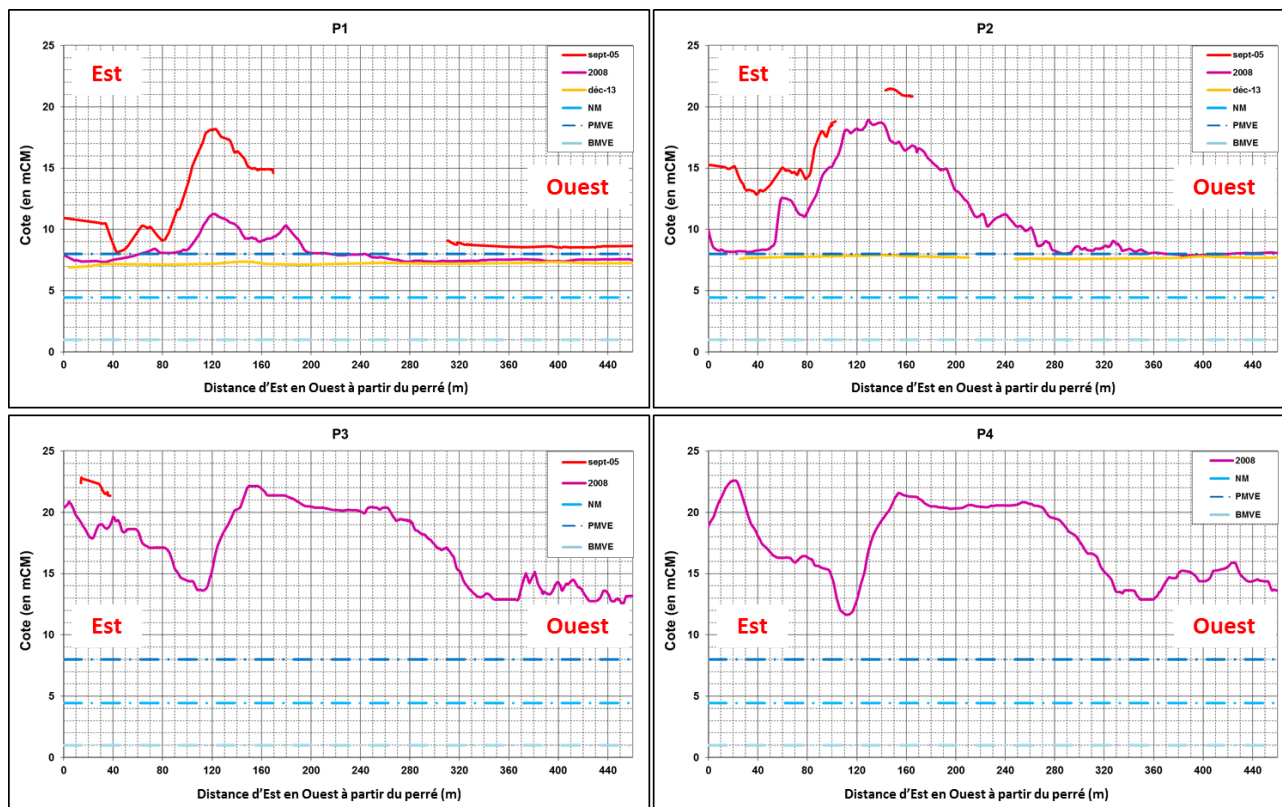 P1
25
20
15
10
5
0
Cote (en mCM)
Est
Ouest
sept-05
2008
déc-13
NM
PMVE
BMVE
0 40 80 120 160 200 240 280 320 360 400 440
Distance d'Est en Ouest à partir du perré (m)
P2
25
20
15
10
5
0
Cote (en mCM)
Est
Ouest
sept-05
2008
déc-13
NM
PMVE
BMVE
0 40 80 120 160 200 240 280 320 360 400 440
Distance d'Est en Ouest à partir du perré (m)
P3
25
20
15
10
5
0
Cote (en mCM)
Est
Ouest
sept-05
2008
NM
PMVE
BMVE
0 40 80 120 160 200 240 280 320 360 400 440
Distance d'Est en Ouest à partir du perré (m)
P4
25
20
15
10
5
0
Cote (en mCM)
Est
Ouest
2008
NM
PMVE
BMVE
0 40 80 120 160 200 240 280 320 360 400 440
Distance d'Est en Ouest à partir du perré (m)